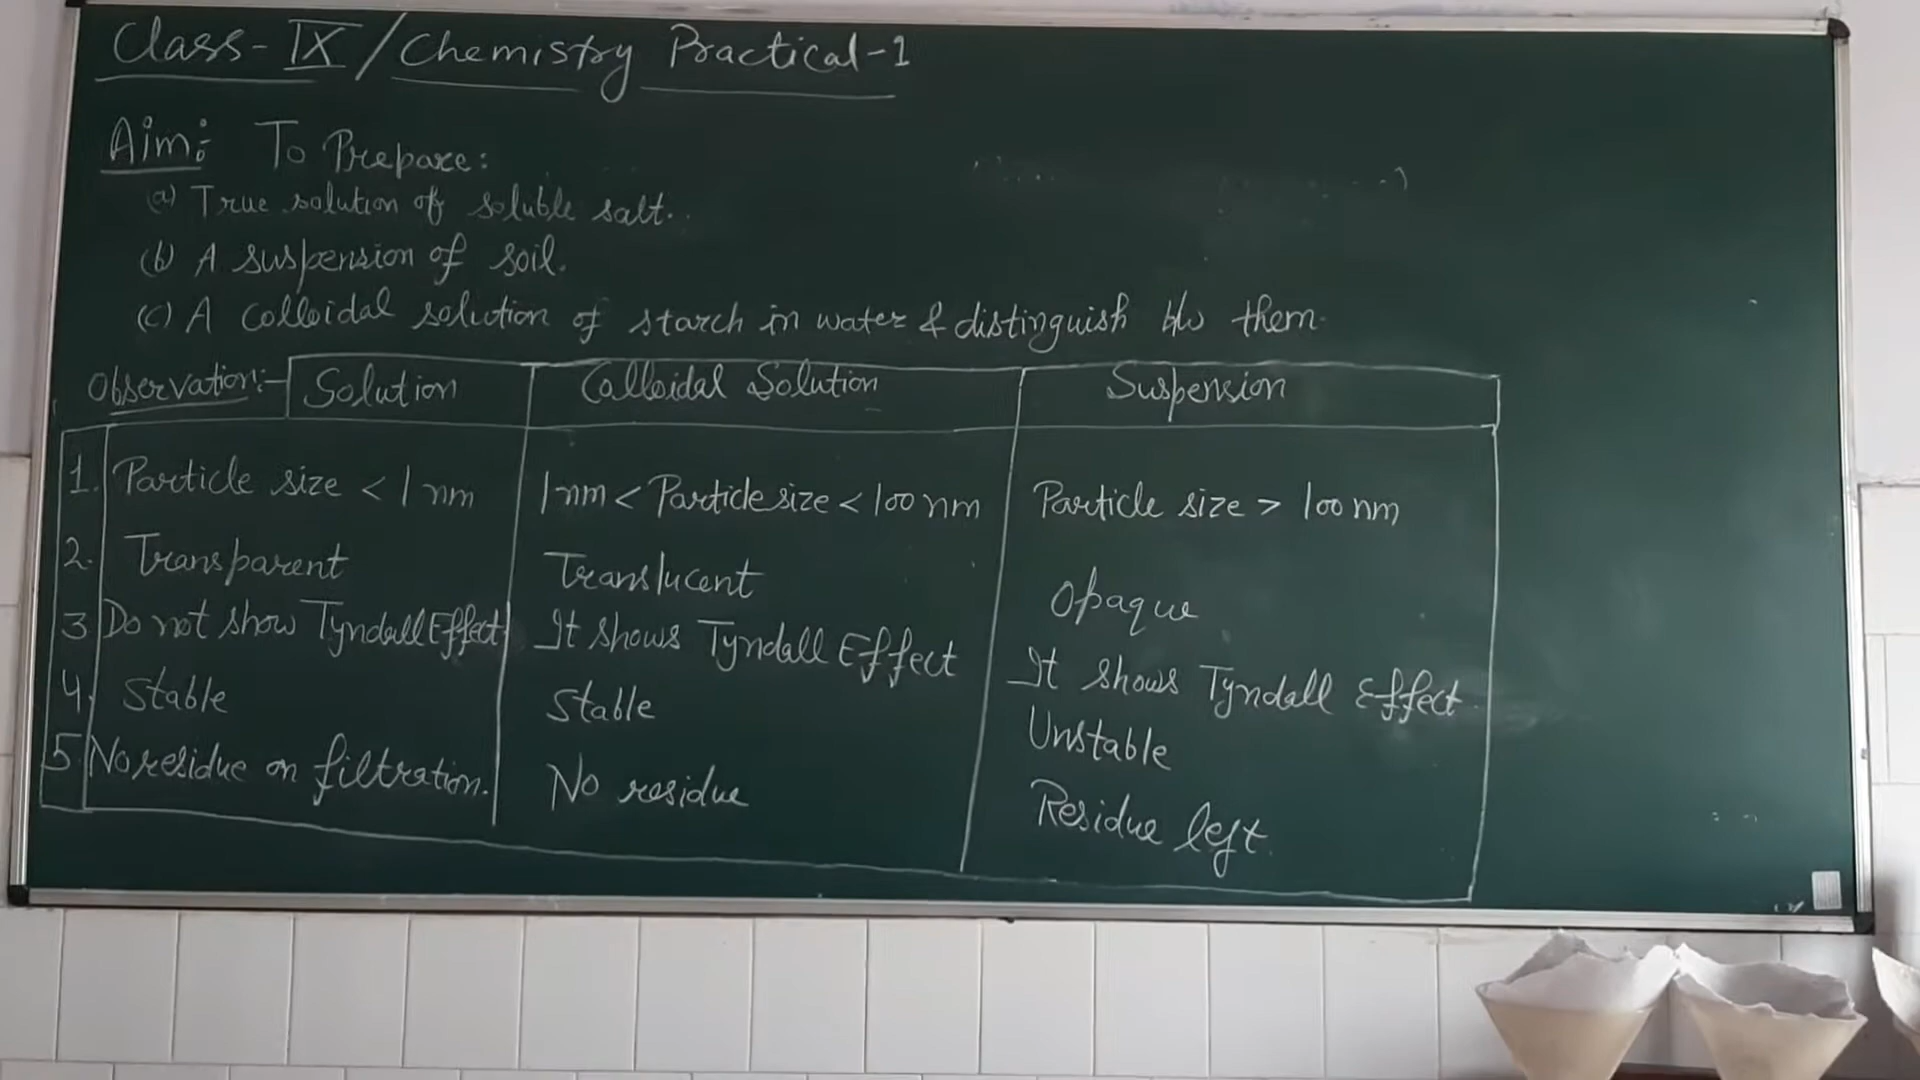 Class-IX/Chemistry Practical-1
Aim: To Prepare:
(a) True solution of soluble salt.
(b) A suspension of soil.
(c) A Colloidal solution of starch in water & distinguish b/w them.
Observation:- Solution Colloidal Solution Suspension
1. Particle size < 1 nm 1nm < Particle size < 100 nm Particle size > 100 nm
2. Transparent Translucent Opaque
3 Do not show Tyndall Effect It shows Tyndall Effect It shows Tyndall Effect
4. Stable Stable Unstable
5 No residue on filtration. No residue Residue left.